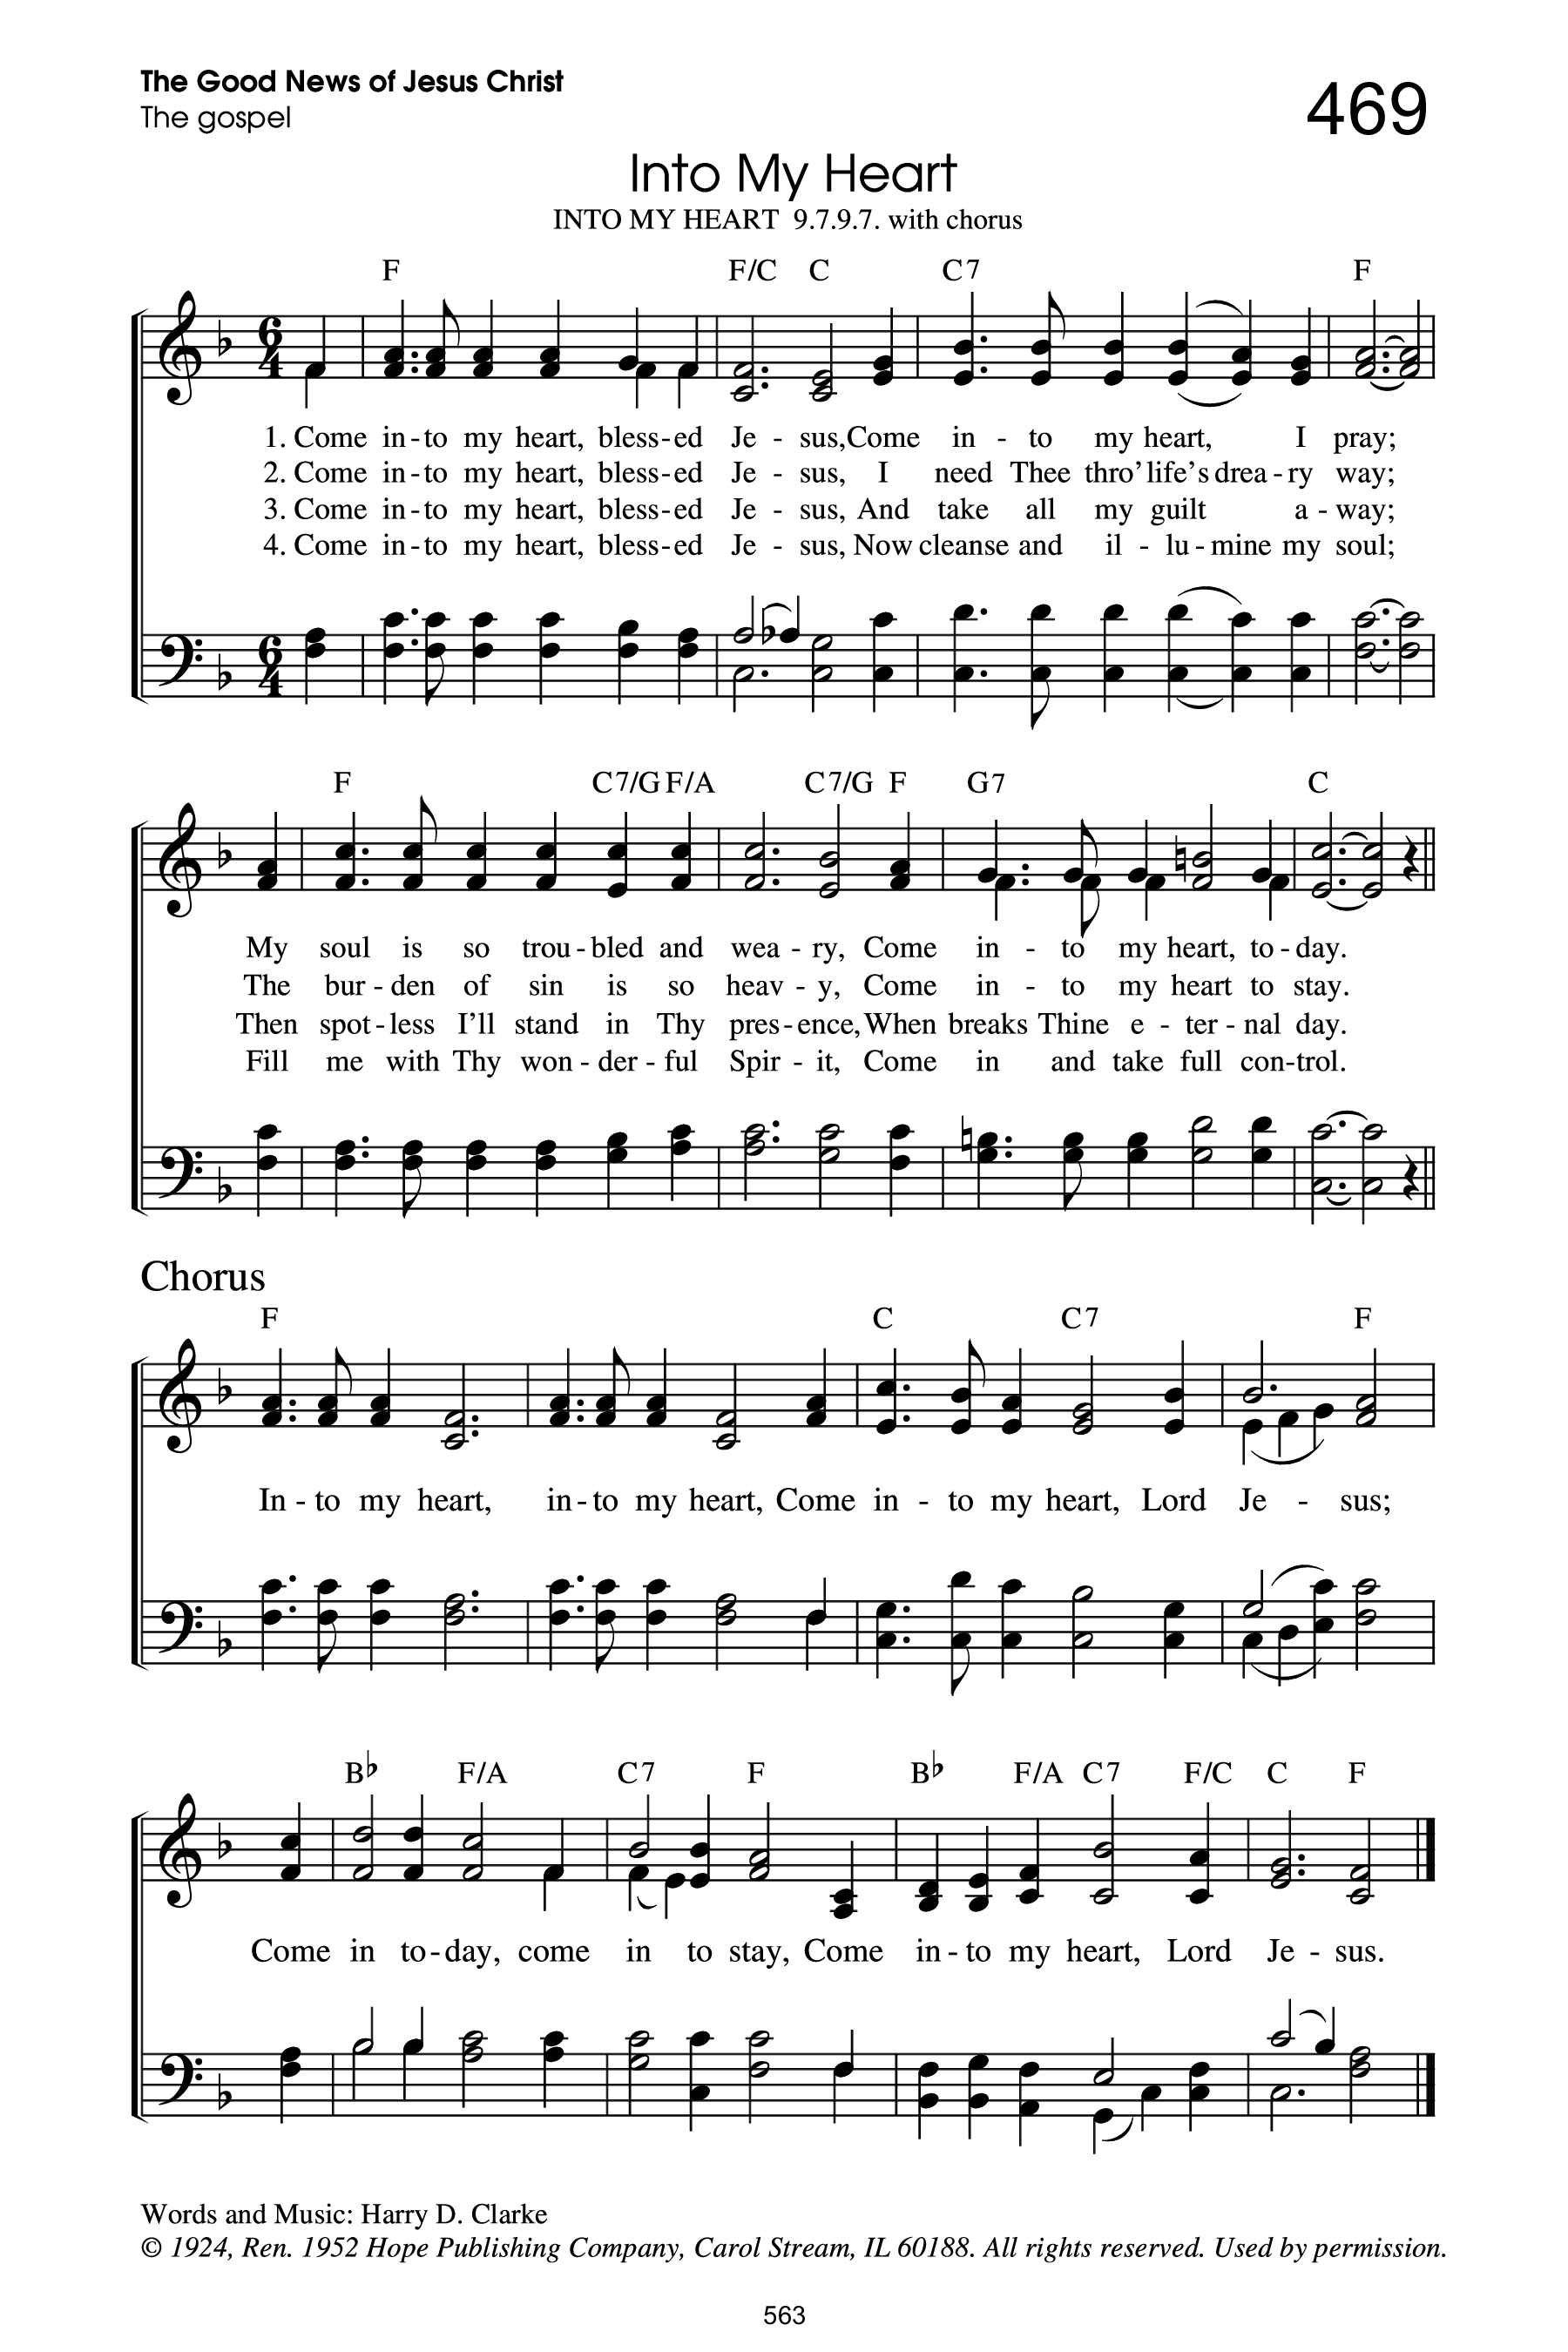 The Good News of Jesus Christ
The gospel
469
Into My Heart
INTO MY HEART 9.7.9.7. with chorus
F F/C C C7 F
1. Come in - to my heart, bless - ed Je - sus, Come in - to my heart, I pray;
2. Come in - to my heart, bless - ed Je - sus, I need Thee thro' life's drea - ry way;
3. Come in - to my heart, bless - ed Je - sus, And take all my guilt a - way;
4. Come in - to my heart, bless - ed Je - sus, Now cleanse and il - lu - mine my soul;
F C7/G F/A C7/G F G7 C
My soul is so trou - bled and wea - ry, Come in - to my heart, to - day.
The bur - den of sin is so heav - y, Come in - to my heart to stay.
Then spot - less I'll stand in Thy pres - ence, When breaks Thine e - ter - nal day.
Fill me with Thy won - der - ful Spir - it, Come in and take full con - trol.
Chorus
F C C7 F
In - to my heart, in - to my heart, Come in - to my heart, Lord Je - sus;
B♭ F/A C7 F B♭ F/A C7 F/C C F
Come in to - day, come in to stay, Come in - to my heart, Lord Je - sus.
Words and Music: Harry D. Clarke
© 1924, Ren. 1952 Hope Publishing Company, Carol Stream, IL 60188. All rights reserved. Used by permission.
563